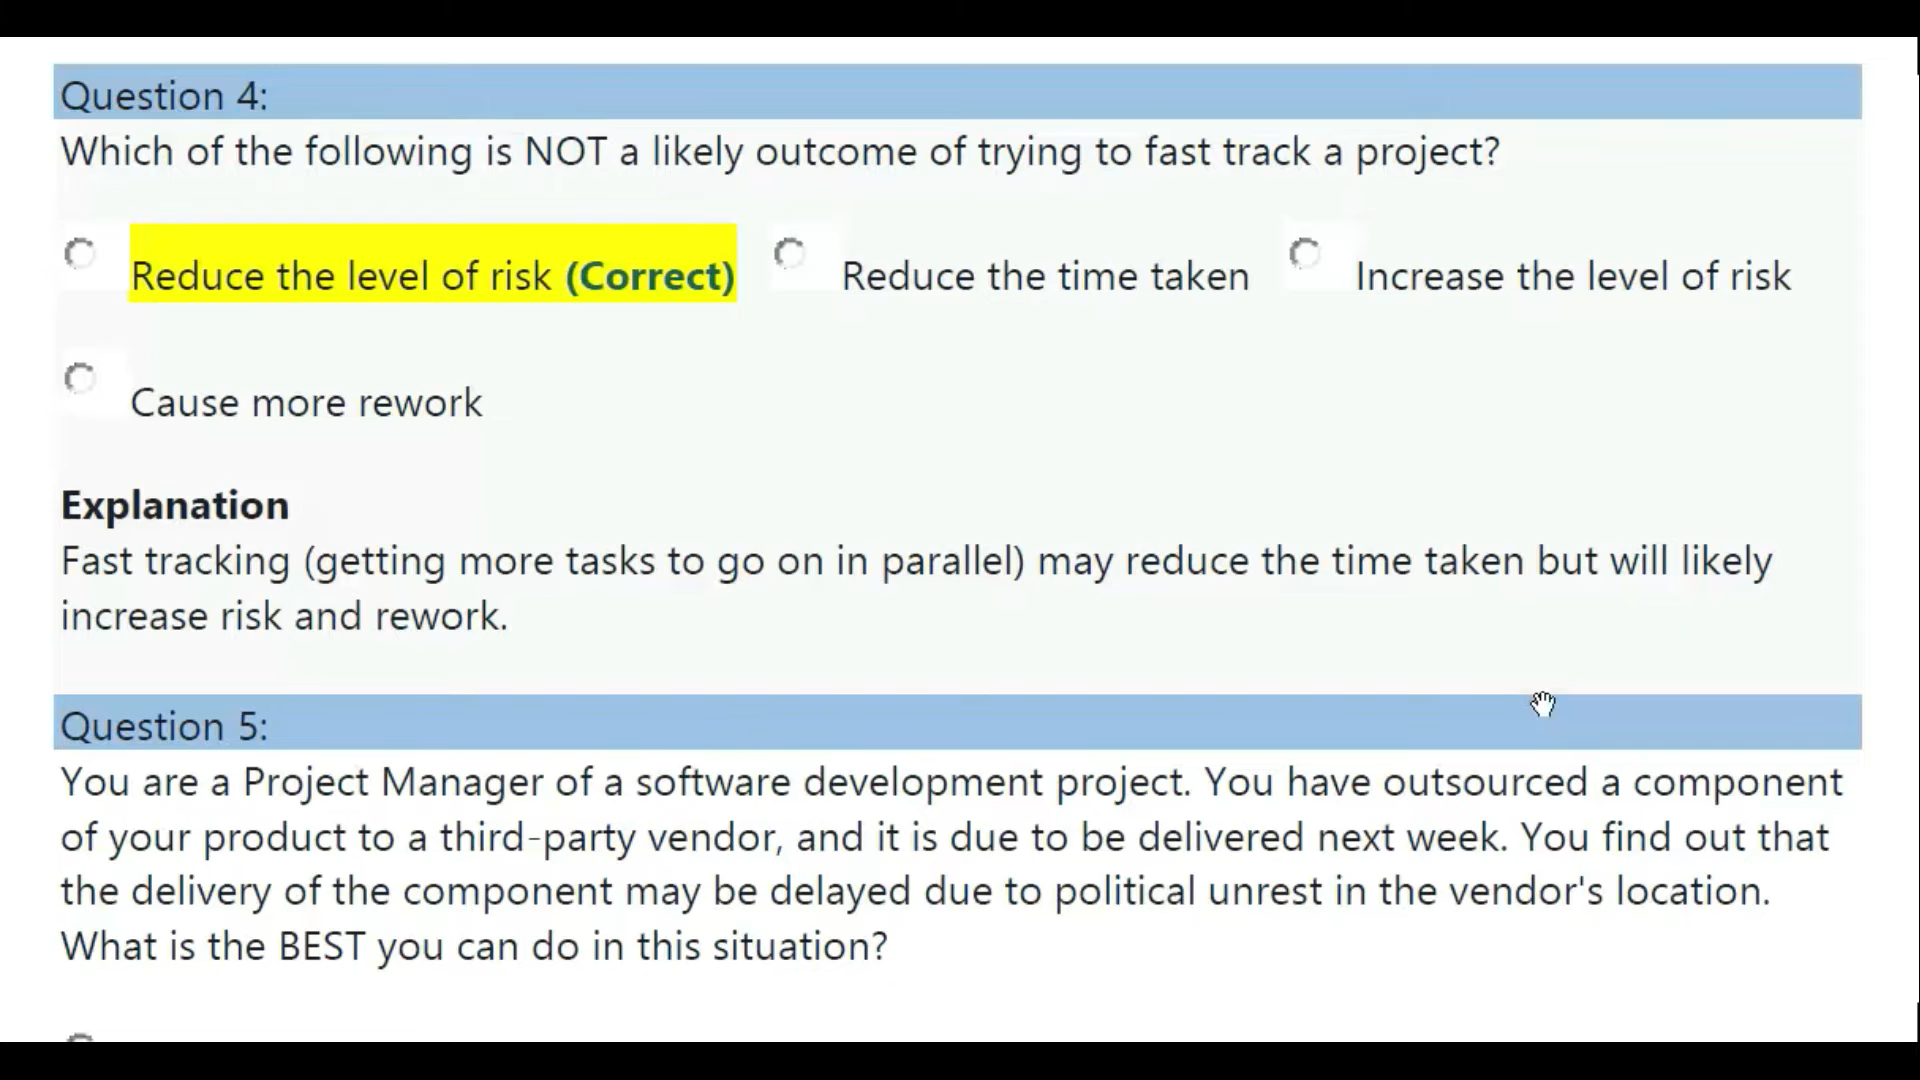 Question 4:
Which of the following is NOT a likely outcome of trying to fast track a project?
Reduce the level of risk (Correct) Reduce the time taken Increase the level of risk
Cause more rework
Explanation
Fast tracking (getting more tasks to go on in parallel) may reduce the time taken but will likely
increase risk and rework.
Question 5:
You are a Project Manager of a software development project. You have outsourced a component
of your product to a third-party vendor, and it is due to be delivered next week. You find out that
the delivery of the component may be delayed due to political unrest in the vendor's location.
What is the BEST you can do in this situation?